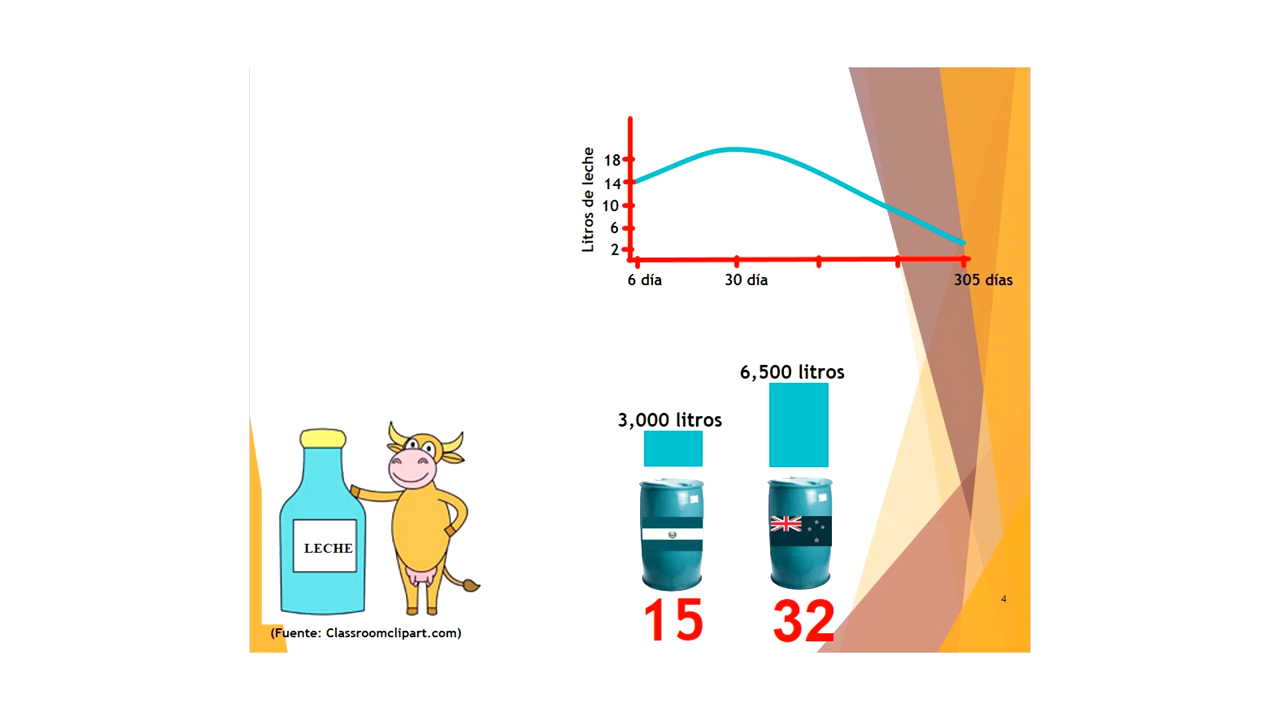 Litros de leche
18
14
10
6
2
6 día
30 día
305 días
6,500 litros
3,000 litros
LECHE
15
32
4
(Fuente: Classroomclipart.com)